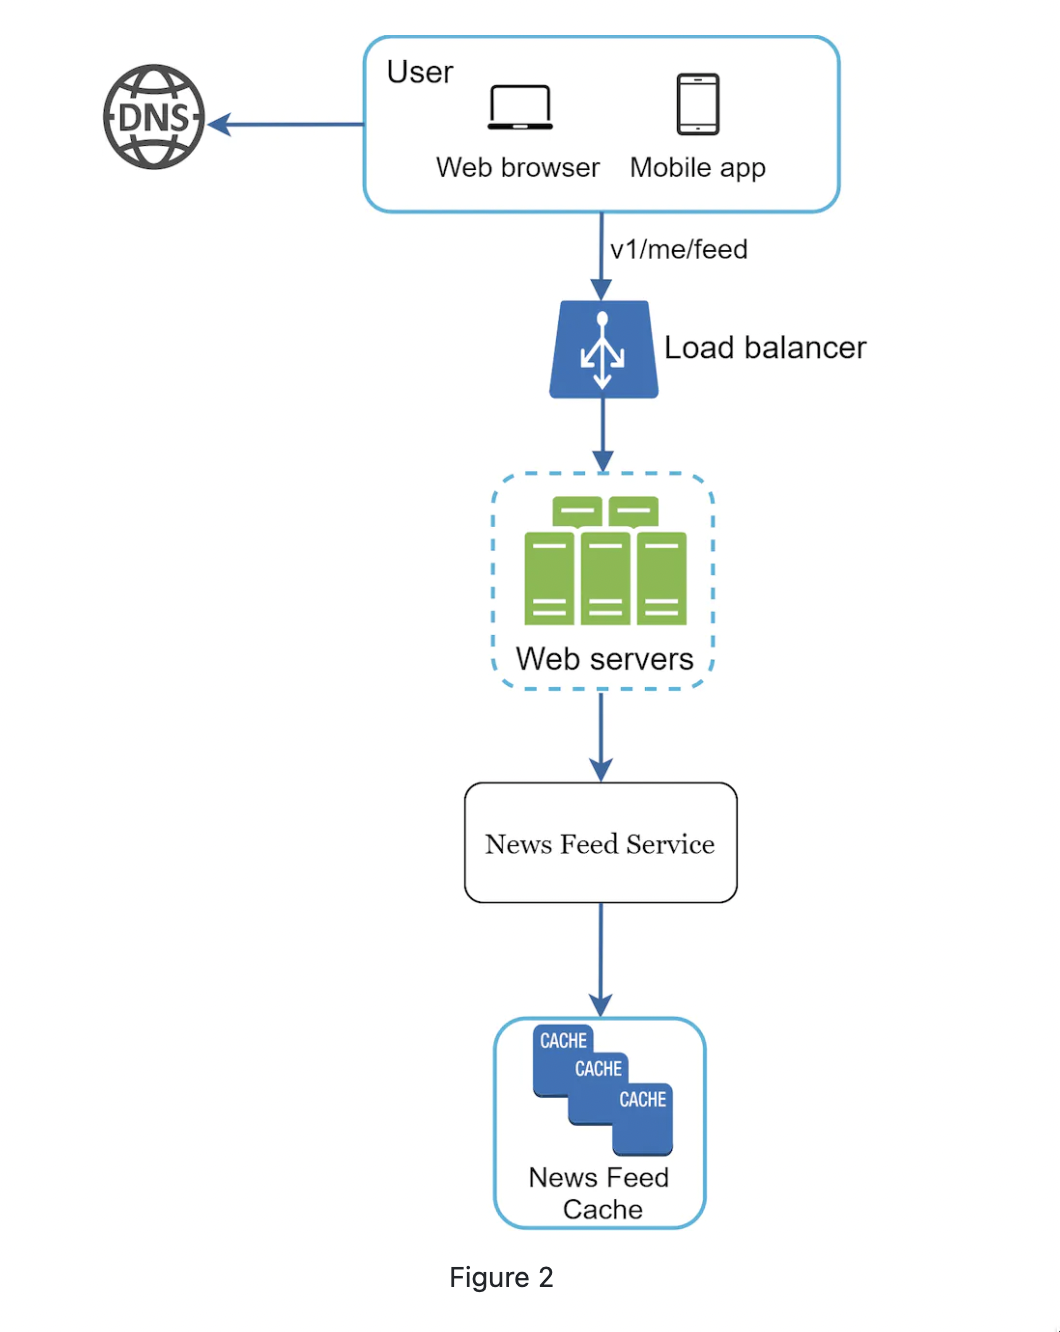 User
DNS
Web browser
Mobile app
v1/me/feed
Load balancer
Web servers
News Feed Service
CACHE
CACHE
CACHE
News Feed
Cache
Figure 2